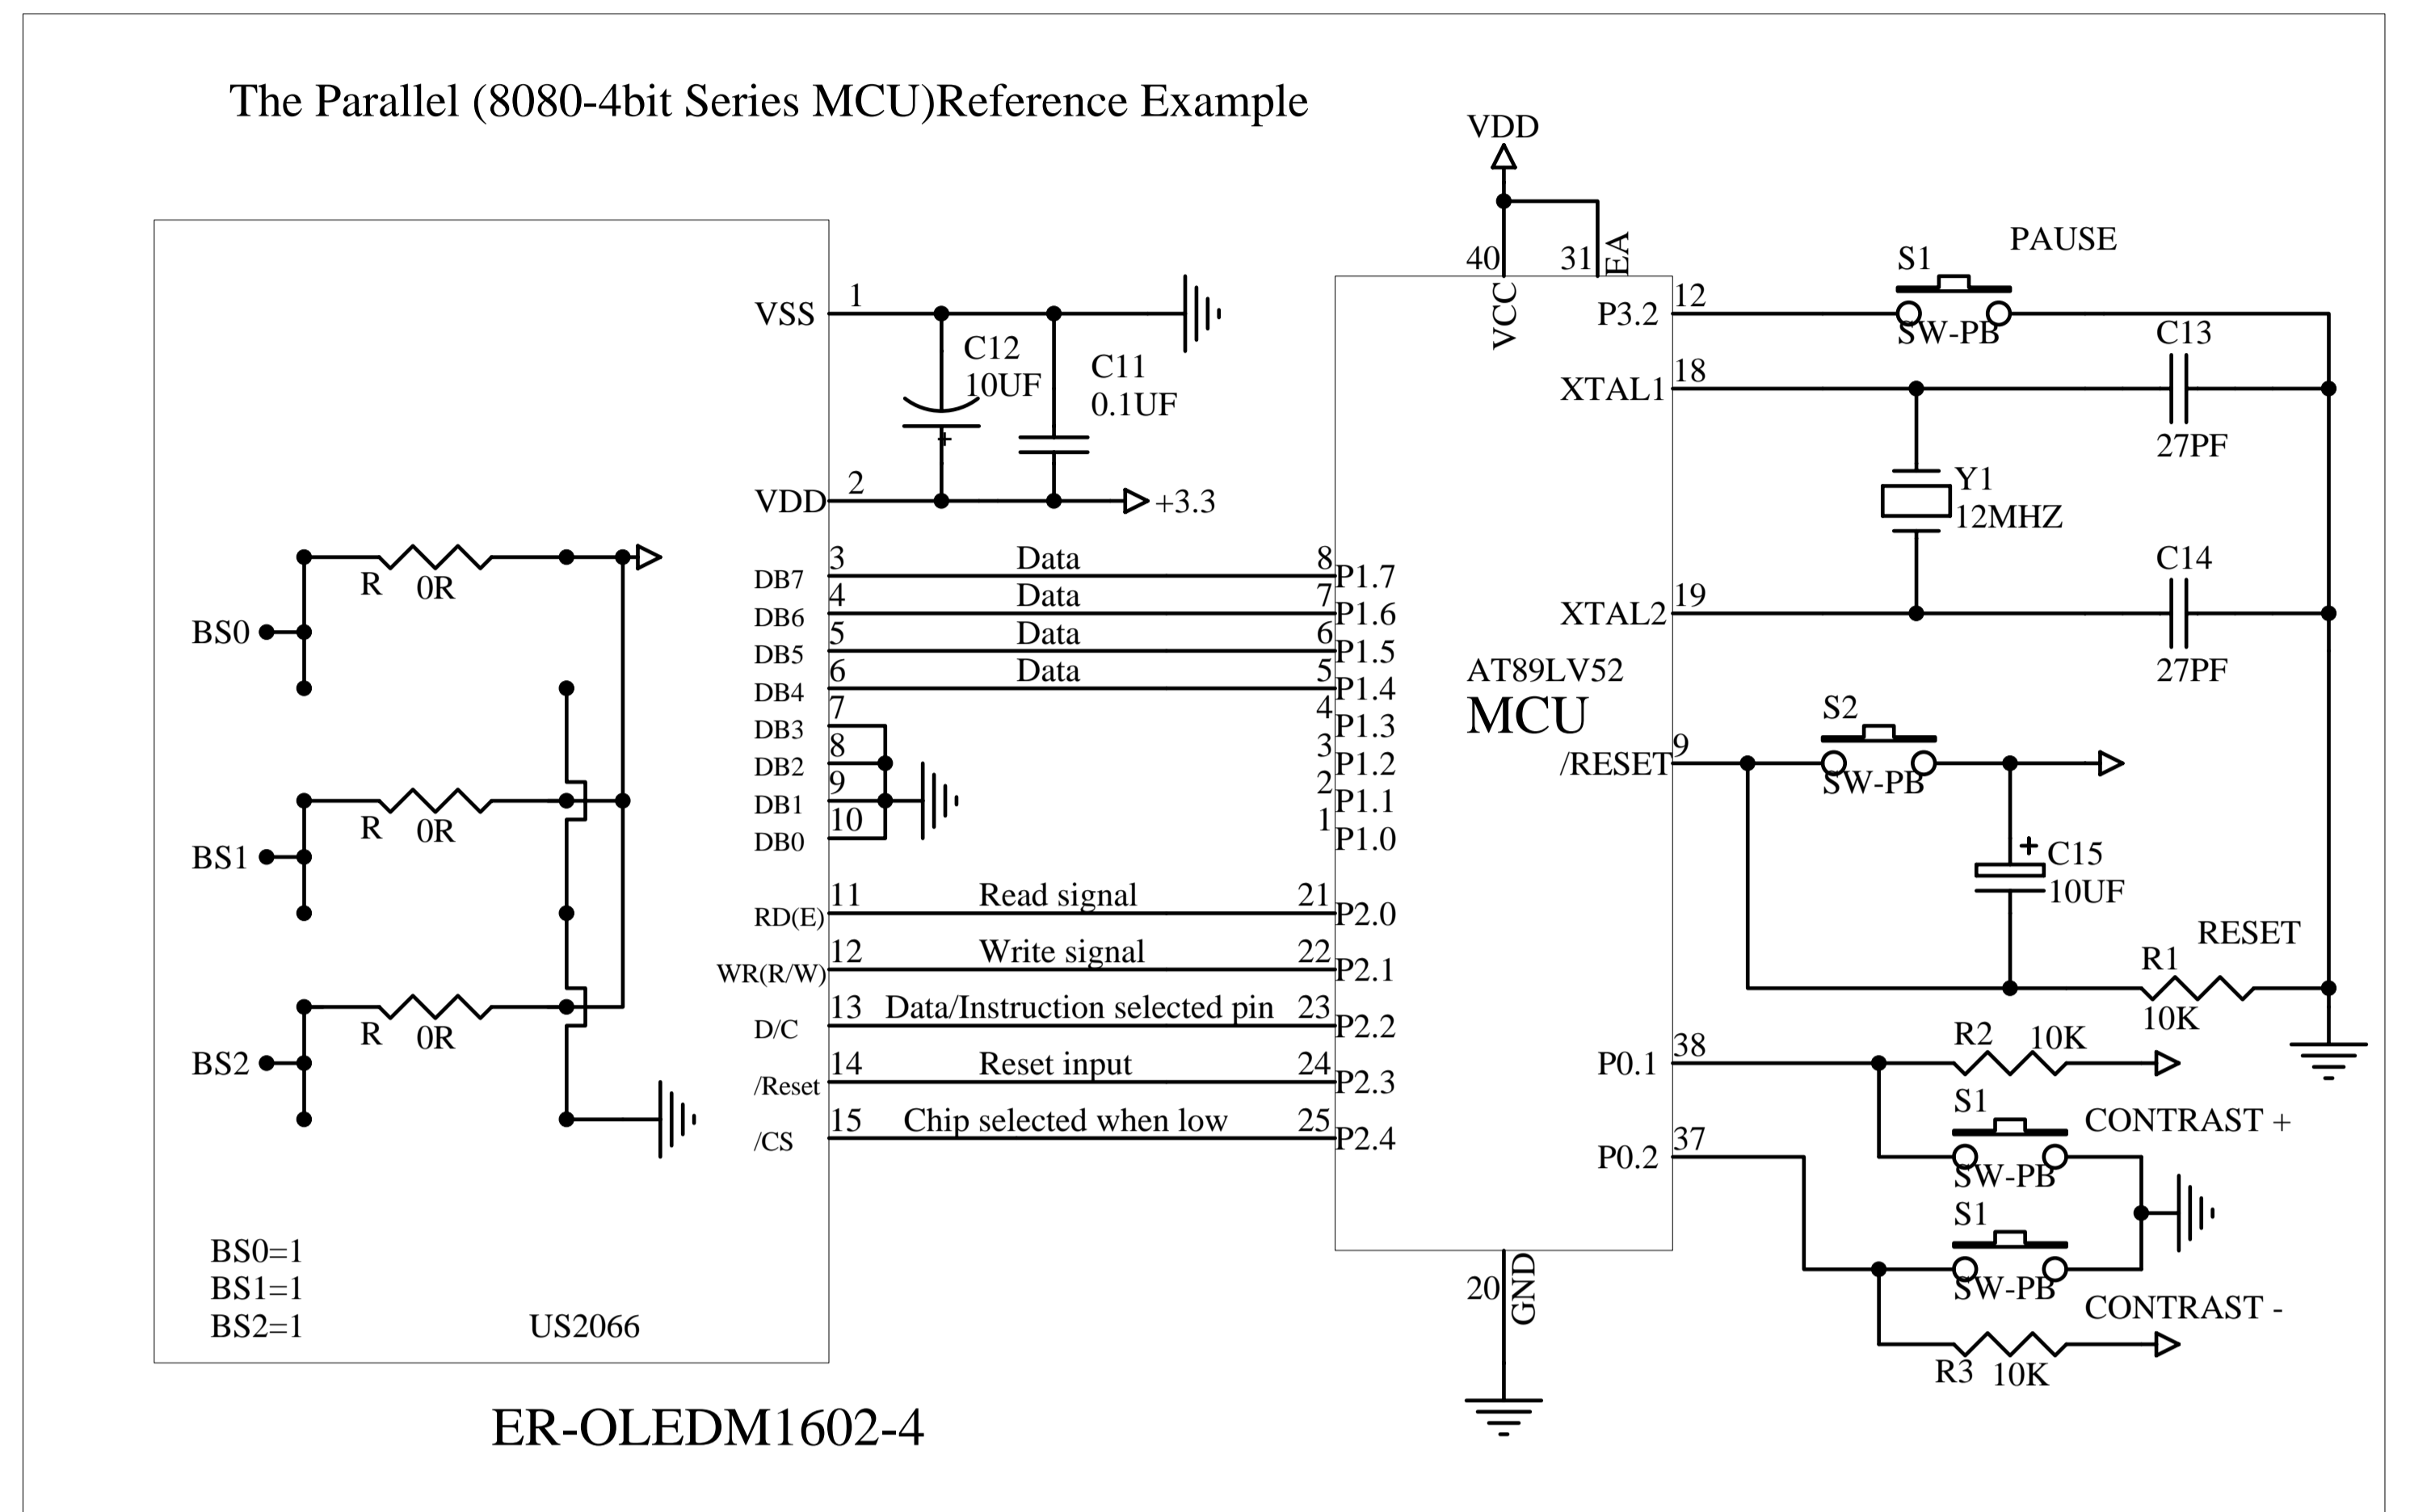 The Parallel (8080-4bit Series MCU)Reference Example
VDD
40
31
EA
VCC
VSS
1
C12
10UF
C11
0.1UF
VDD
2
+3.3
R
0R
BS0
R
0R
BS1
R
0R
BS2
DB7
3
Data
8
P1.7
DB6
4
Data
7
P1.6
DB5
5
Data
6
P1.5
DB4
6
Data
5
P1.4
DB3
7
4
P1.3
DB2
8
3
P1.2
DB1
9
2
P1.1
DB0
10
1
P1.0
RD(E)
11
Read signal
21
P2.0
WR(R/W)
12
Write signal
22
P2.1
D/C
13
Data/Instruction selected pin
23
P2.2
/Reset
14
Reset input
24
P2.3
/CS
15
Chip selected when low
25
P2.4
AT89LV52
MCU
P3.2
12
S1
PAUSE
SW-PB
XTAL1
18
C13
27PF
Y1
12MHZ
XTAL2
19
C14
27PF
/RESET
9
S2
SW-PB
+
C15
10UF
RESET
R1
10K
P0.1
38
R2
10K
S1
CONTRAST +
SW-PB
P0.2
37
S1
SW-PB
CONTRAST -
R3
10K
20
GND
BS0=1
BS1=1
BS2=1
US2066
ER-OLEDM1602-4